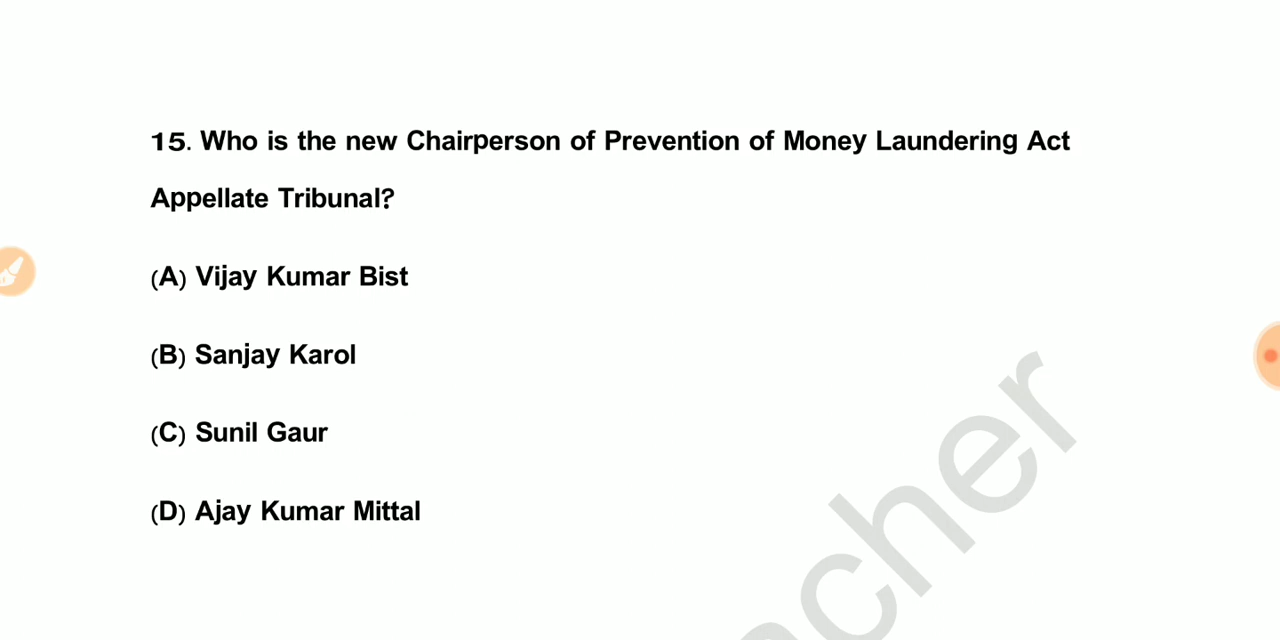 15. Who is the new Chairperson of Prevention of Money Laundering Act
Appellate Tribunal?
(A) Vijay Kumar Bist
(B) Sanjay Karol
(C) Sunil Gaur
(D) Ajay Kumar Mittal